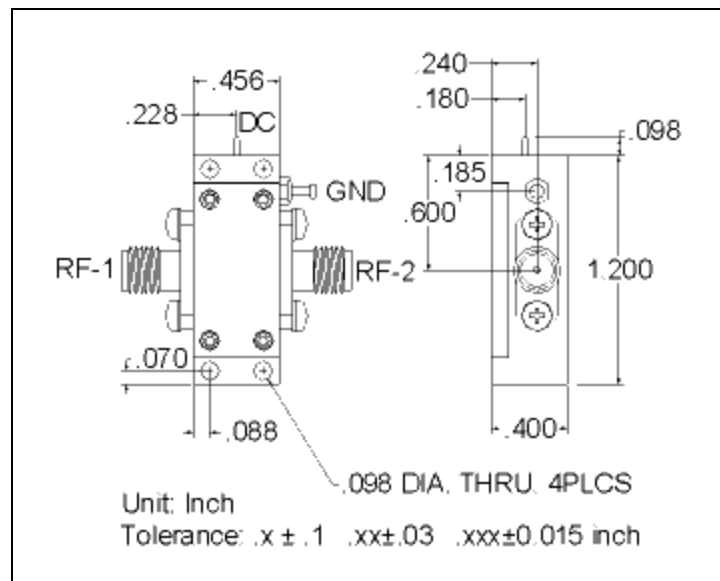 .240
.456
.180
.228
DC
.098
.185
GND
.600
RF-1
RF-2
1.200
.070
.088
.400
.098 DIA. THRU. 4PLCS
Unit: Inch
Tolerance: .x ± .1 .xx±.03 .xxx±0.015 inch